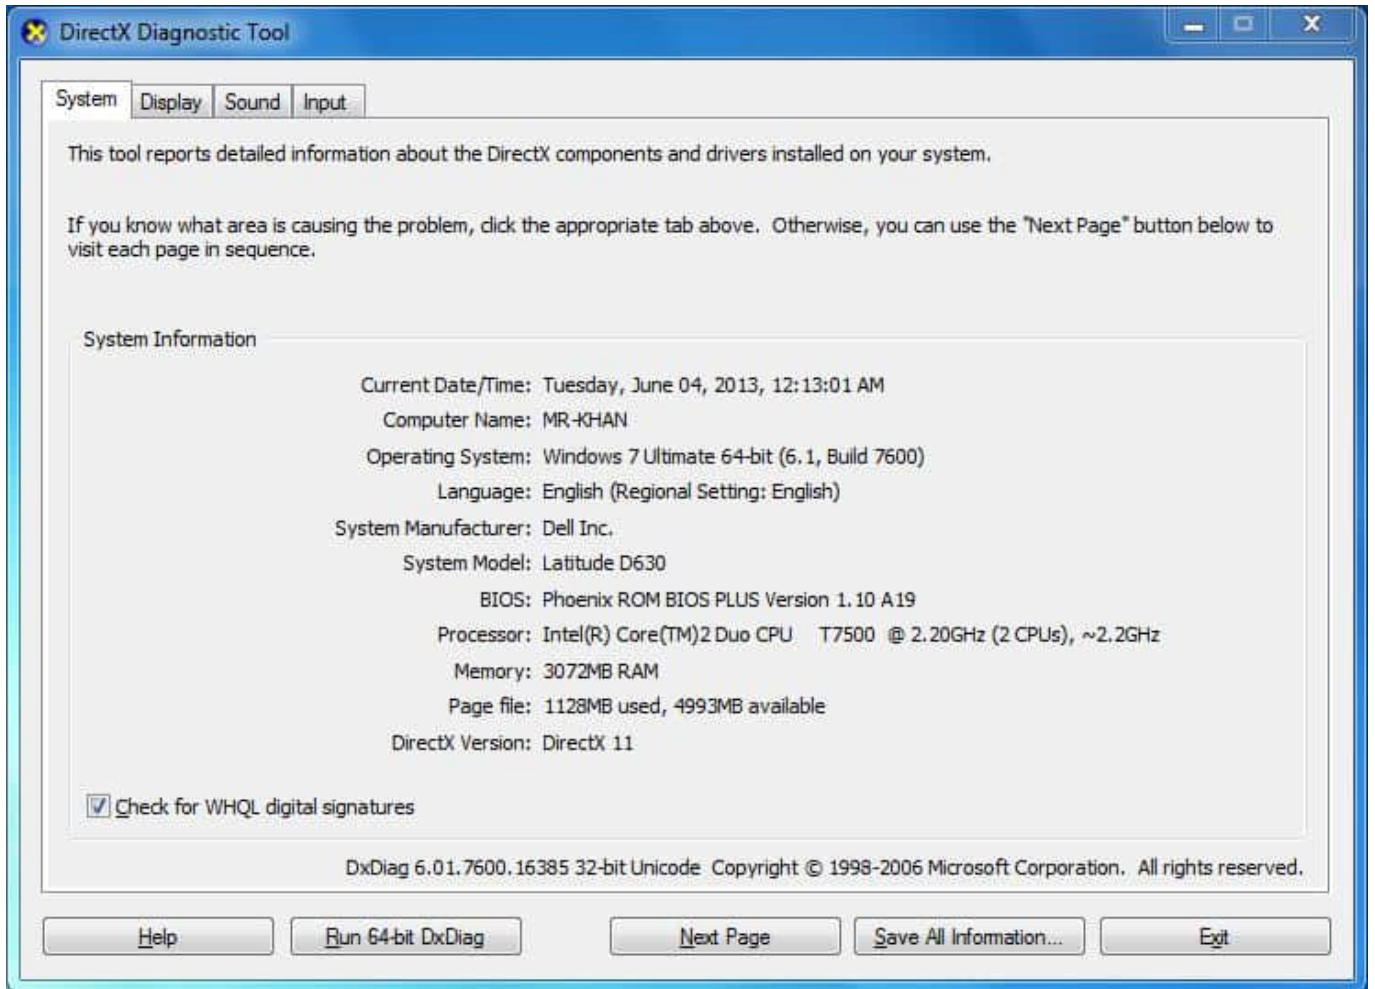 DirectX Diagnostic Tool
System Display Sound Input
This tool reports detailed information about the DirectX components and drivers installed on your system.
If you know what area is causing the problem, click the appropriate tab above. Otherwise, you can use the "Next Page" button below to
visit each page in sequence.
System Information
Current Date/Time: Tuesday, June 04, 2013, 12:13:01 AM
Computer Name: MR-KHAN
Operating System: Windows 7 Ultimate 64-bit (6.1, Build 7600)
Language: English (Regional Setting: English)
System Manufacturer: Dell Inc.
System Model: Latitude D630
BIOS: Phoenix ROM BIOS PLUS Version 1.10 A19
Processor: Intel(R) Core(TM)2 Duo CPU T7500 @ 2.20GHz (2 CPUs), ~2.2GHz
Memory: 3072MB RAM
Page file: 1128MB used, 4993MB available
DirectX Version: DirectX 11
Check for WHQL digital signatures
DxDiag 6.01.7600.16385 32-bit Unicode Copyright © 1998-2006 Microsoft Corporation. All rights reserved.
Help Run 64-bit DxDiag Next Page Save All Information... Exit